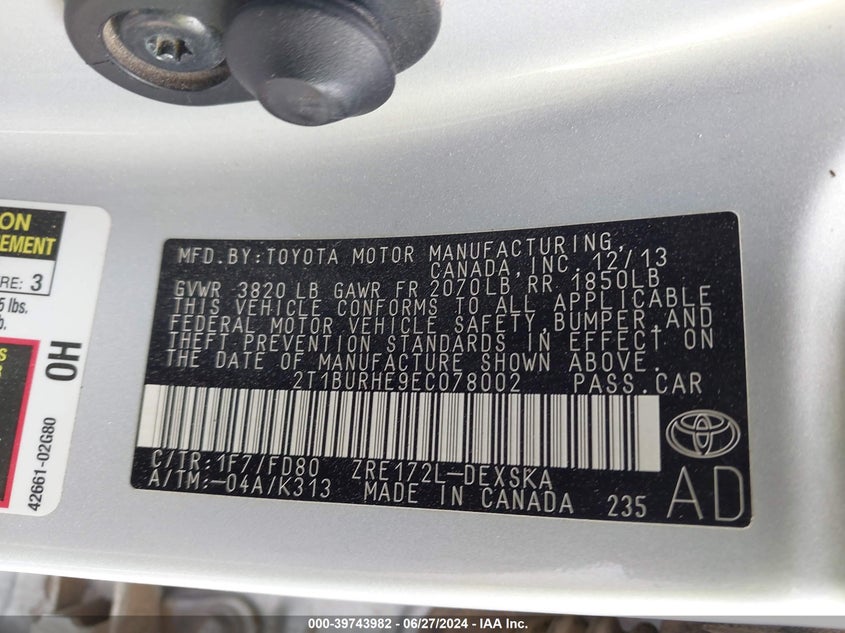 ON
EMENT
RE: 3
5 lbs.
b.
S
R
OH
42661-02G80
MFD.BY:TOYOTA MOTOR MANUFACTURING,
CANADA,INC. 12/13
GVWR 3820 LB GAWR FR 2070LB RR 1850LB
THIS VEHICLE CONFORMS TO ALL APPLICABLE
FEDERAL MOTOR VEHICLE SAFETY,BUMPER,AND
THEFT PREVENTION STANDARDS IN EFFECT ON
THE DATE OF MANUFACTURE SHOWN ABOVE.
2T1BURHE9EC078002 PASS.CAR
C/TR:1F7/FD80 ZRE172L-DEXSKA
A/TM:-04A/K313 MADE IN CANADA 235 AD
000-39743982 - 06/27/2024 - IAA Inc.